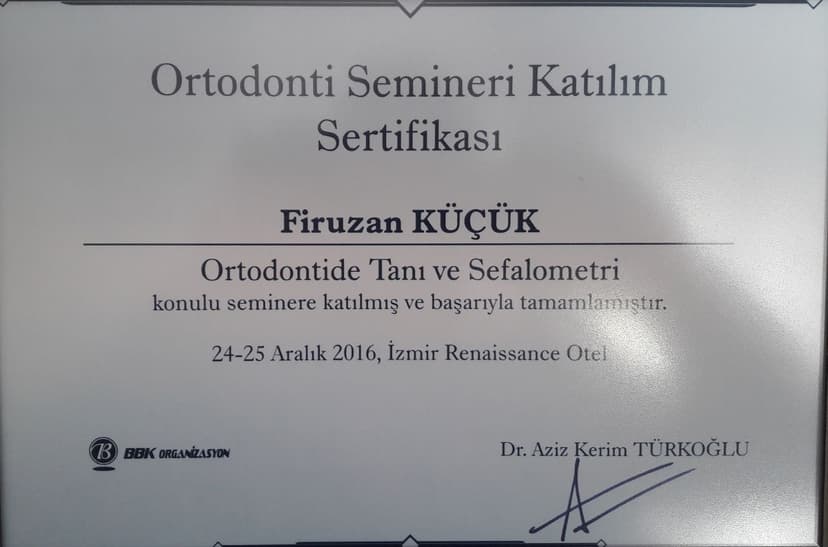 Ortodonti Semineri Katılım
Sertifikası
Firuzan KÜÇÜK
Ortodontide Tanı ve Sefalometri
konulu seminere katılmış ve başarıyla tamamlamıştır.
24-25 Aralık 2016, İzmir Renaissance Otel
B BBK ORGANİZASYON
Dr. Aziz Kerim TÜRKOĞLU